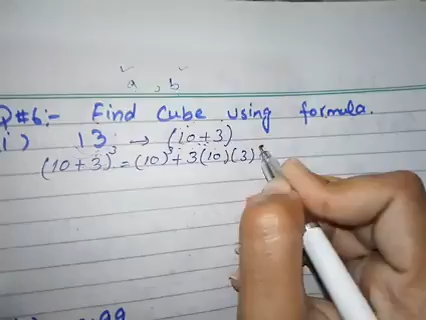 a , b
Q#6:- Find Cube using formula.
(i) 13 → (10+3)
(10+3)³ = (10)³ + 3(10)(3)